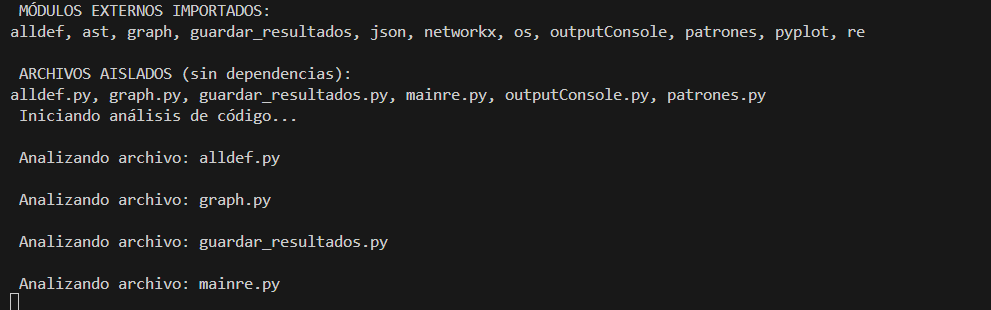 MÓDULOS EXTERNOS IMPORTADOS:
alldef, ast, graph, guardar_resultados, json, networkx, os, outputConsole, patrones, pyplot, re
ARCHIVOS AISLADOS (sin dependencias):
alldef.py, graph.py, guardar_resultados.py, mainre.py, outputConsole.py, patrones.py
Iniciando análisis de código...
Analizando archivo: alldef.py
Analizando archivo: graph.py
Analizando archivo: guardar_resultados.py
Analizando archivo: mainre.py